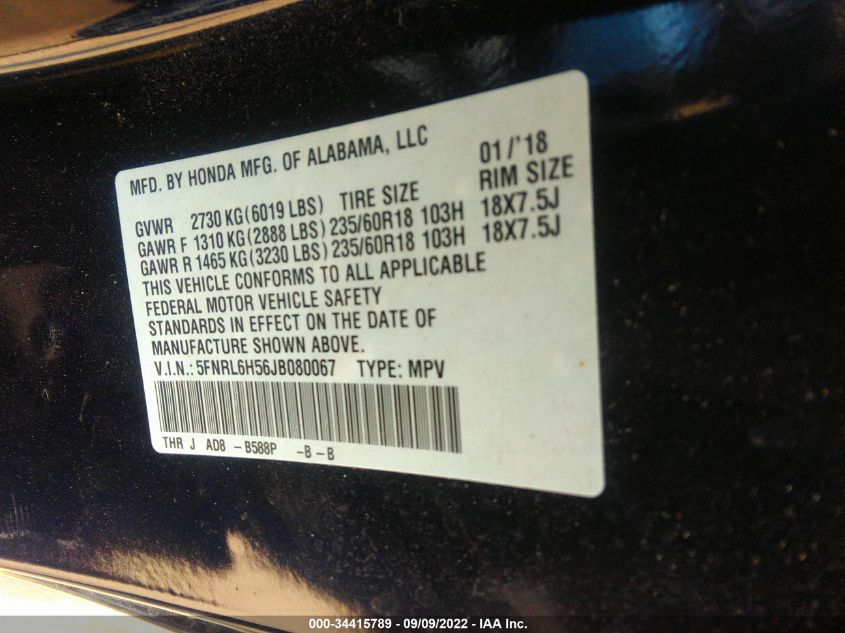 MFD. BY HONDA MFG. OF ALABAMA, LLC 01/'18
GVWR 2730 KG(6019 LBS) TIRE SIZE RIM SIZE
GAWR F 1310 KG(2888 LBS) 235/60R18 103H 18X7.5J
GAWR R 1465 KG(3230 LBS) 235/60R18 103H 18X7.5J
THIS VEHICLE CONFORMS TO ALL APPLICABLE
FEDERAL MOTOR VEHICLE SAFETY
STANDARDS IN EFFECT ON THE DATE OF
MANUFACTURE SHOWN ABOVE.
V.I.N.: 5FNRL6H56JB080067 TYPE: MPV
THR J AD8 - B588P -B - B
000-34415789 - 09/09/2022 - IAA Inc.